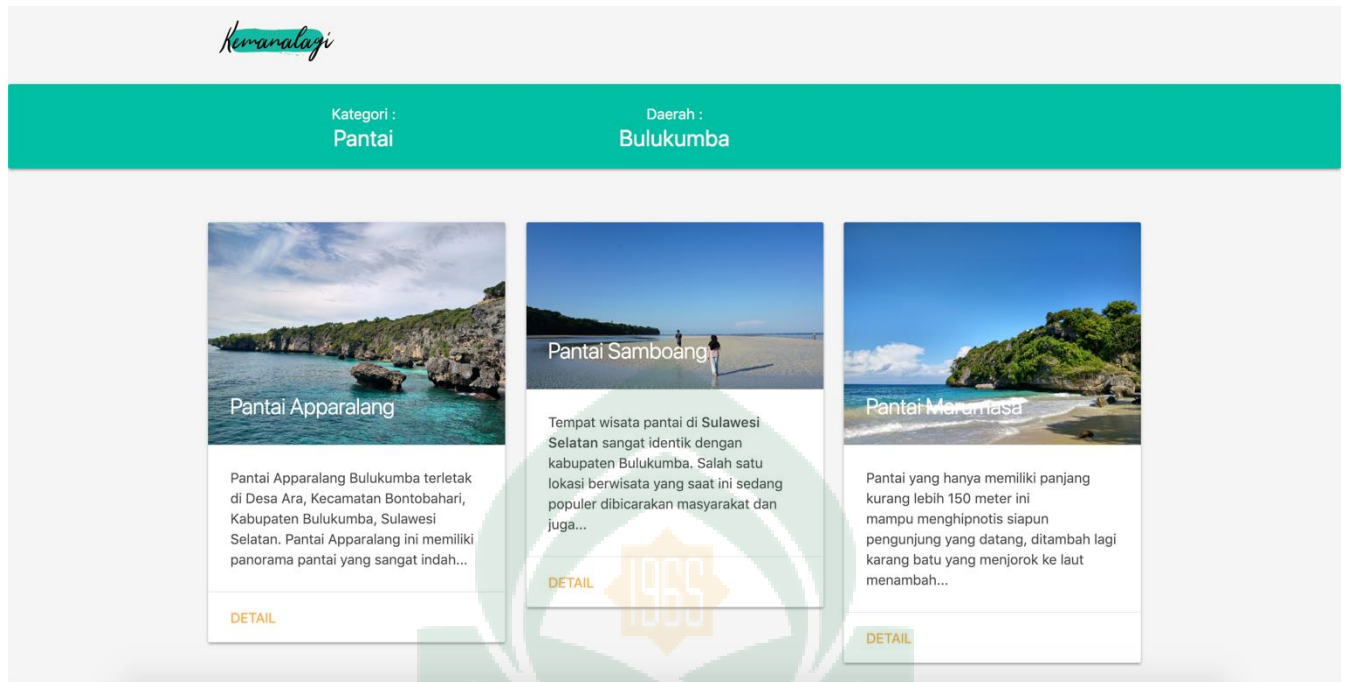 Kemanalagi
Kategori :
Pantai
Daerah :
Bulukumba
Pantai Apparalang
Pantai Apparalang Bulukumba terletak
di Desa Ara, Kecamatan Bontobahari,
Kabupaten Bulukumba, Sulawesi
Selatan. Pantai Apparalang ini memiliki
panorama pantai yang sangat indah...
DETAIL
Pantai Samboang
Tempat wisata pantai di Sulawesi
Selatan sangat identik dengan
kabupaten Bulukumba. Salah satu
lokasi berwisata yang saat ini sedang
populer dibicarakan masyarakat dan
juga...
DETAIL
Pantai Marumasa
Pantai yang hanya memiliki panjang
kurang lebih 150 meter ini
mampu menghipnotis siapun
pengunjung yang datang, ditambah lagi
karang batu yang menjorok ke laut
menambah...
DETAIL
1965